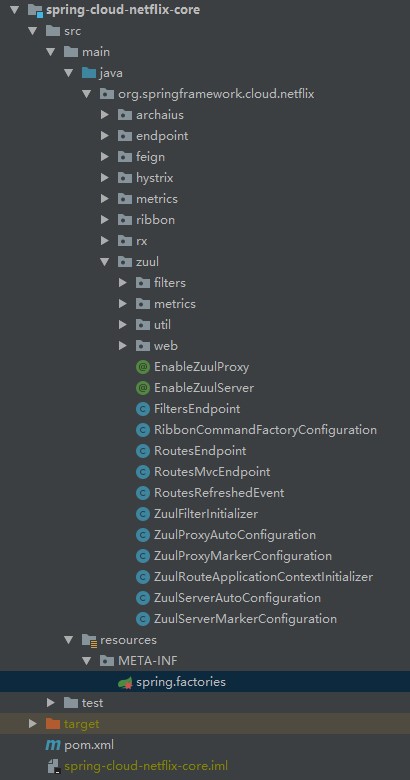 spring-cloud-netflix-core
src
main
java
org.springframework.cloud.netflix
archaius
endpoint
feign
hystrix
metrics
ribbon
rx
zuul
filters
metrics
util
web
EnableZuulProxy
EnableZuulServer
FiltersEndpoint
RibbonCommandFactoryConfiguration
RoutesEndpoint
RoutesMvcEndpoint
RoutesRefreshedEvent
ZuulFilterInitializer
ZuulProxyAutoConfiguration
ZuulProxyMarkerConfiguration
ZuulRouteApplicationContextInitializer
ZuulServerAutoConfiguration
ZuulServerMarkerConfiguration
resources
META-INF
spring.factories
test
target
pom.xml
spring-cloud-netflix-core.iml